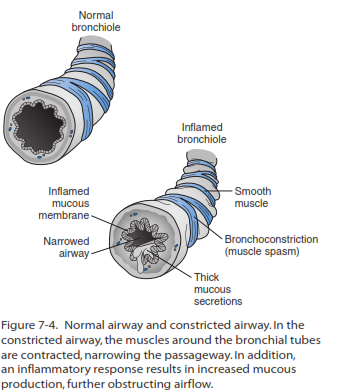 Normal
bronchiole
Inflamed
bronchiole
Inflamed
mucous
membrane
Narrowed
airway
Smooth
muscle
Bronchoconstriction
(muscle spasm)
Thick
mucous
secretions
Figure 7-4. Normal airway and constricted airway. In the
constricted airway, the muscles around the bronchial tubes
are contracted, narrowing the passageway. In addition,
an inflammatory response results in increased mucous
production, further obstructing airflow.